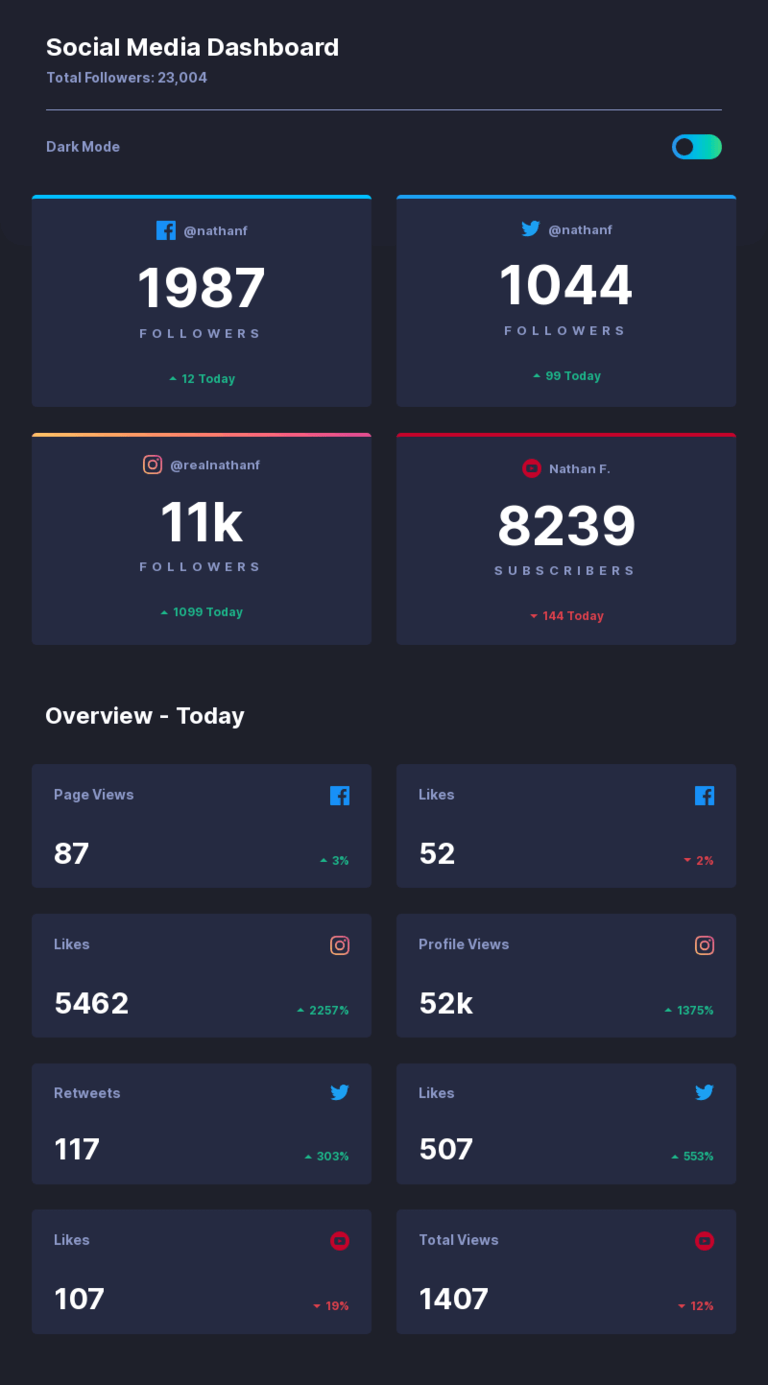 Social Media Dashboard
Total Followers: 23,004
Dark Mode
@nathanf
1987
FOLLOWERS
12 Today
@nathanf
1044
FOLLOWERS
99 Today
@realnathanf
11k
FOLLOWERS
1099 Today
Nathan F.
8239
SUBSCRIBERS
144 Today
Overview - Today
Page Views
87
3%
Likes
52
2%
Likes
5462
2257%
Profile Views
52k
1375%
Retweets
117
303%
Likes
507
553%
Likes
107
19%
Total Views
1407
12%